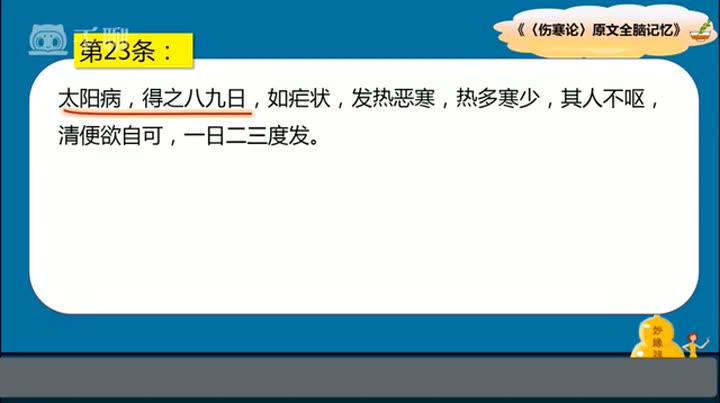 千聊
《〈伤寒论〉原文全脑记忆》
第23条：
太阳病，得之八九日，如疟状，发热恶寒，热多寒少，其人不呕，
清便欲自可，一日二三度发。